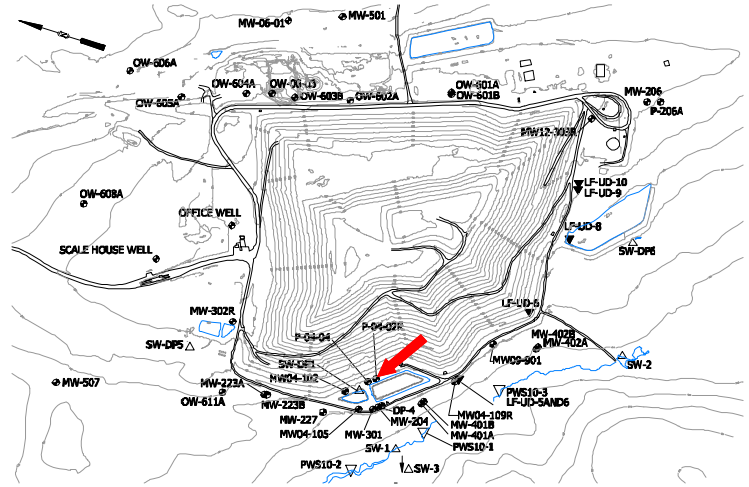 MW-06-01
MW-501
OW-606A
OW-604A
OW-605A
OW-603B
OW-602A
OW-601A
OW-601B
MW-206
P-206A
MW12-303R
OW-608A
OFFICE WELL
SCALE HOUSE WELL
LF-UD-10
LF-UD-9
LF-UD-8
SW-DP6
MW-302R
SW-DP5
P-04-04
P-04-02R
LF-UD-6
MW-402B
MW-402A
MW09-901
SW-2
SW-DP1
MW04-102
MW-507
MW-223A
OW-611A
MW-223B
MW-227
MW04-105
MW-301
DP-4
MW-204
PWS10-3
LF-UD-5AND6
MW04-109R
MW-401B
MW-401A
PWS10-1
SW-1
PWS10-2
SW-3